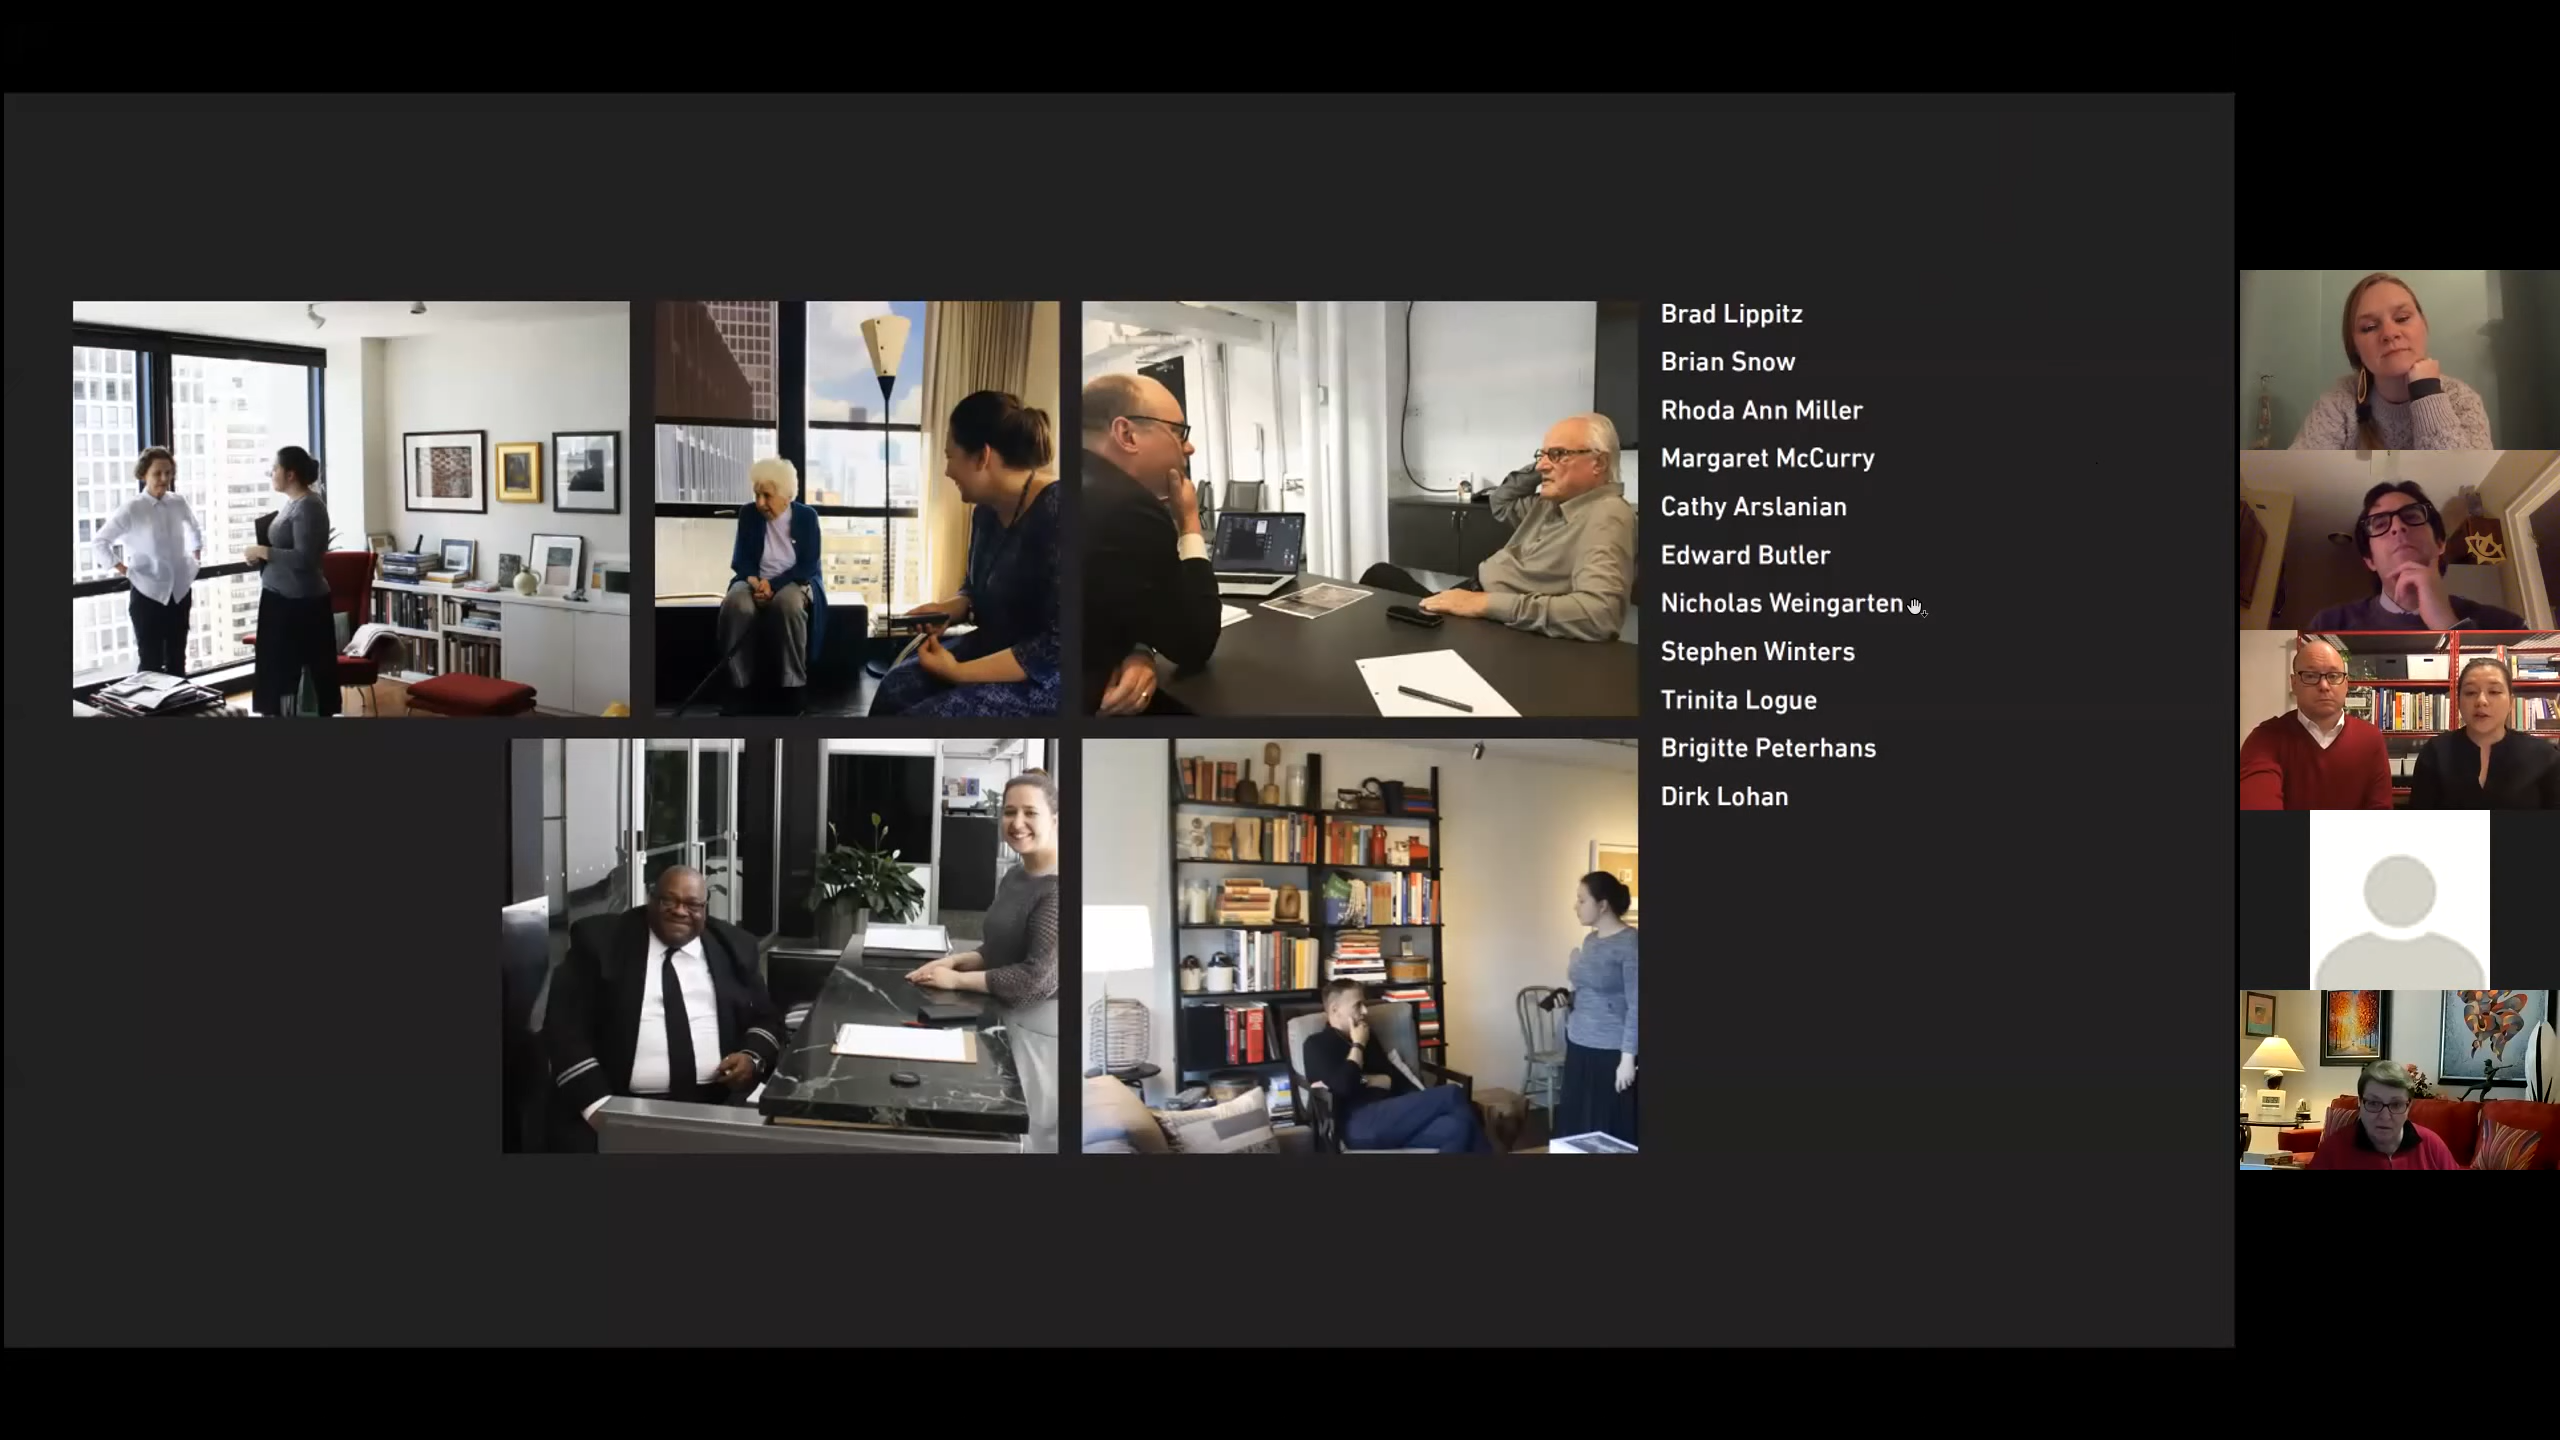 Brad Lippitz
Brian Snow
Rhoda Ann Miller
Margaret McCurry
Cathy Arslanian
Edward Butler
Nicholas Weingarten
Stephen Winters
Trinita Logue
Brigitte Peterhans
Dirk Lohan